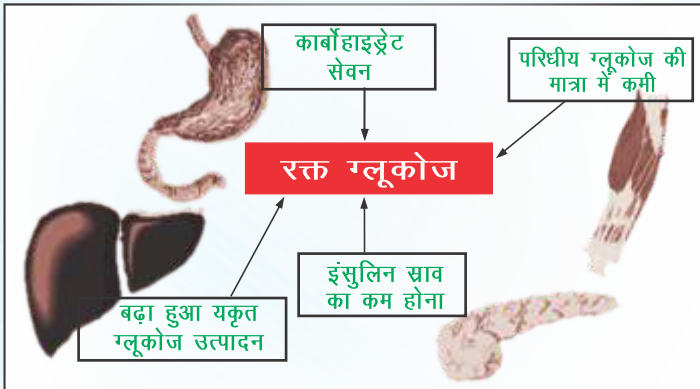 कार्बोहाइड्रेट
सेवन
परिधीय ग्लूकोज की
मात्रा में कमी
रक्त ग्लूकोज
इंसुलिन स्राव
का कम होना
बढ़ा हुआ यकृत
ग्लूकोज उत्पादन